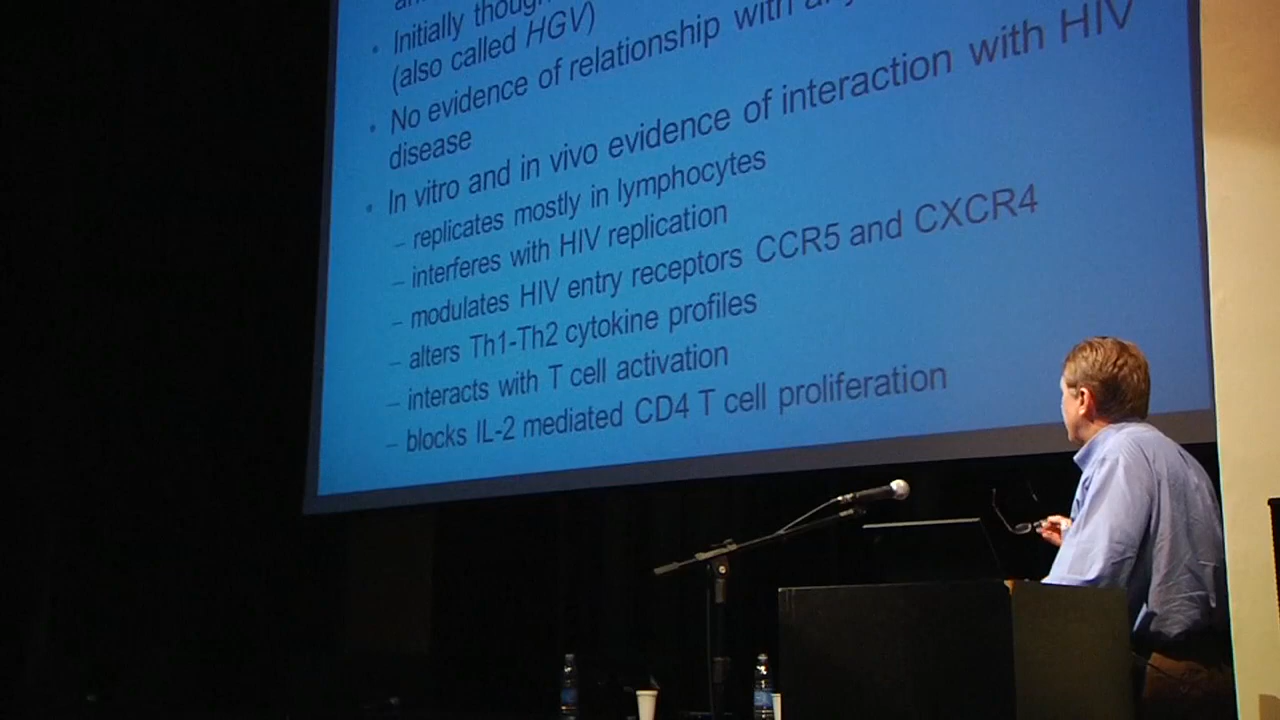 Initially
(also called HGV)
No evidence of relationship with
disease
In vitro and in vivo evidence of interaction with HIV
– replicates mostly in lymphocytes
– interferes with HIV replication
– modulates HIV entry receptors CCR5 and CXCR4
– alters Th1-Th2 cytokine profiles
– interacts with T cell activation
– blocks IL-2 mediated CD4 T cell proliferation